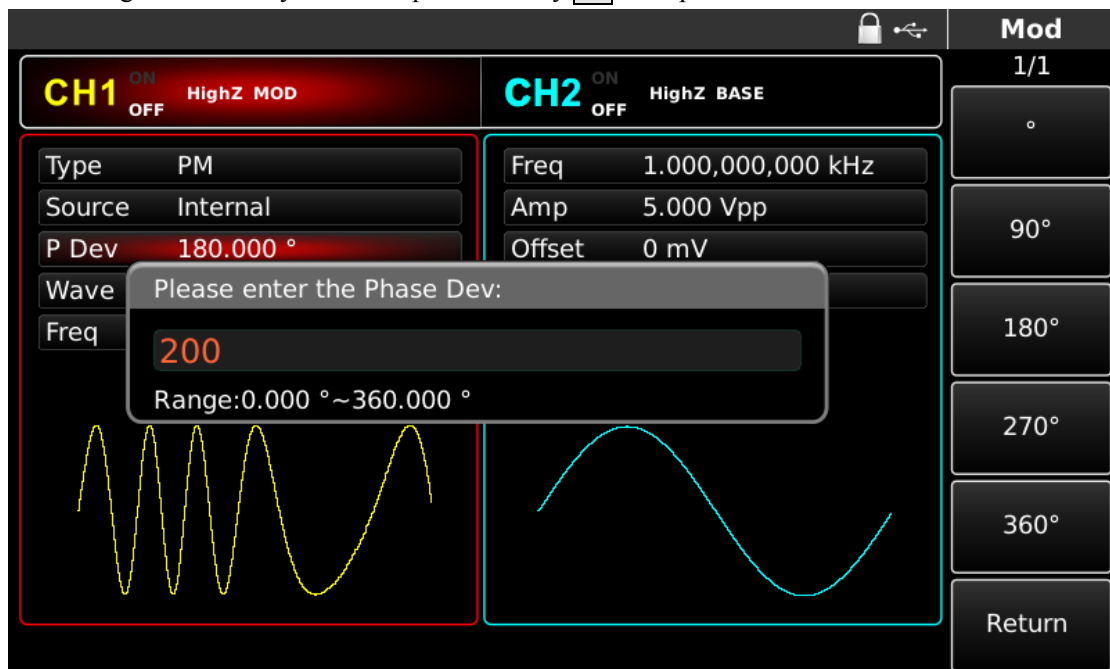 Mod
1/1
CH1 ON OFF HighZ MOD
CH2 ON OFF HighZ BASE
°
Type PM
Freq 1.000,000,000 kHz
Source Internal
Amp 5.000 Vpp
90°
P Dev 180.000 °
Offset 0 mV
Wave
Please enter the Phase Dev:
Freq
180°
200
Range:0.000 °~360.000 °
270°
360°
Return